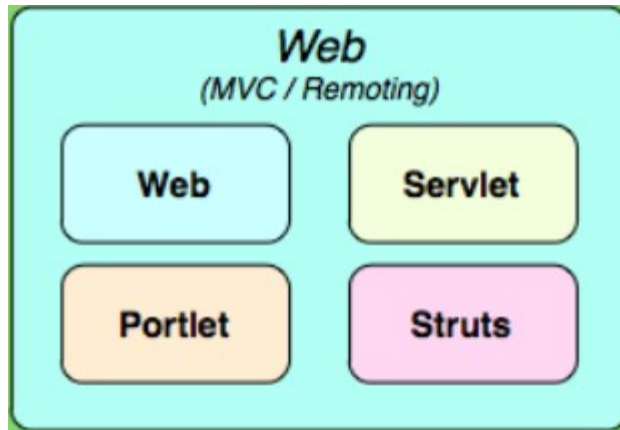 Web
(MVC / Remoting)
Web
Servlet
Portlet
Struts